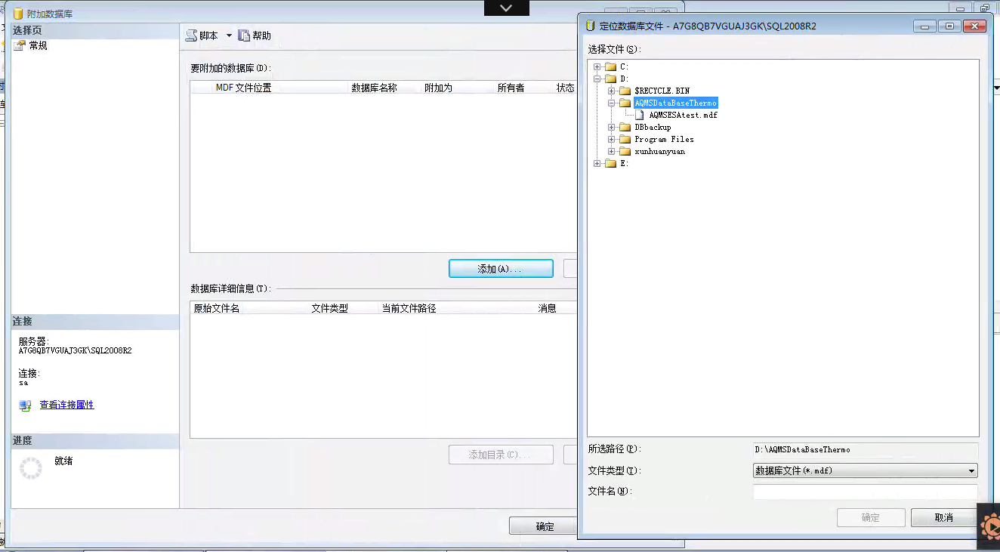 附加数据库
选择页
常规
脚本
帮助
要附加的数据库(D):
MDF 文件位置 数据库名称 附加为 所有者 状态
添加(A)...
数据库详细信息(T):
原始文件名 文件类型 当前文件路径 消息
添加目录(C)...
连接
服务器:
A7G8QB7VGUAJ3GK\SQL2008R2
连接:
sa
查看连接属性
进度
就绪
确定
定位数据库文件 - A7G8QB7VGUAJ3GK\SQL2008R2
选择文件(S):
C:
D:
$RECYCLE.BIN
AQMSDataBaseThermo
AQMSESAtest.mdf
DBbackup
Program Files
xunhuanyuan
E:
所选路径(P): D:\AQMSDataBaseThermo
文件类型(T): 数据库文件(*.mdf)
文件名(N):
确定 取消